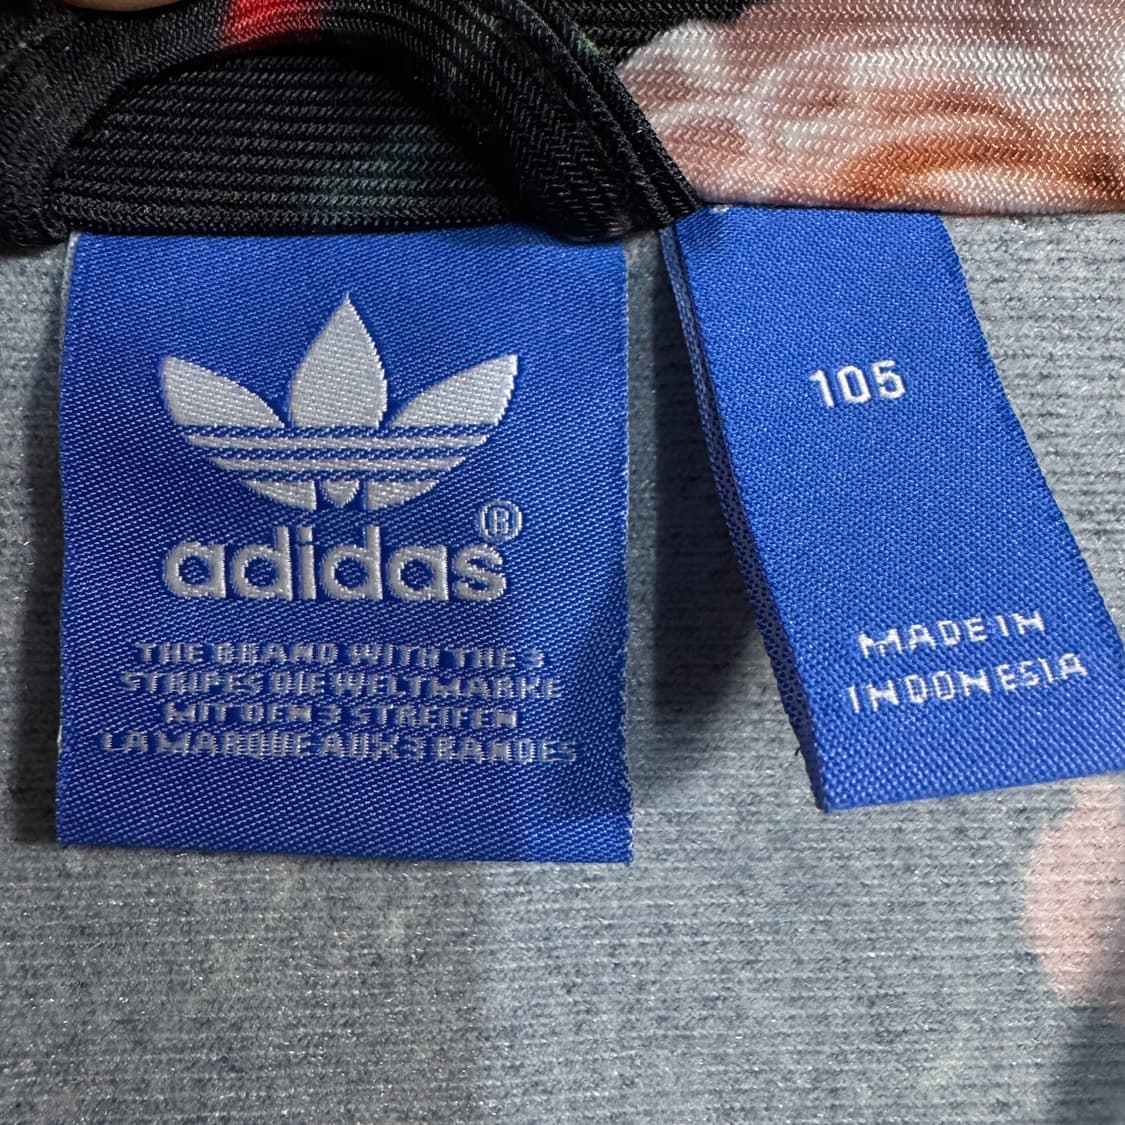 adidas®
THE BRAND WITH THE 3
STRIPES DIE WELTMARKE
MIT DEN 3 STREIFEN
LA MARQUE AUX 3 BANDES
105
MADE IN
INDONESIA